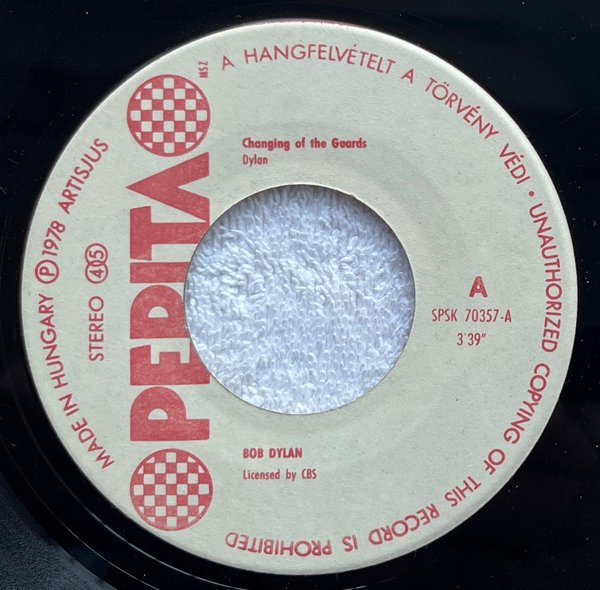 A HANGFELVÉTELT A TÖRVÉNY VÉDI • UNAUTHORIZED COPYING OF THIS RECORD IS PROHIBITED
MADE IN HUNGARY Ⓟ 1978 ARTISJUS
STEREO 45
PEPITA
MSZ
Changing of the Guards
Dylan
A
SPSK 70357-A
3'39"
BOB DYLAN
Licensed by CBS